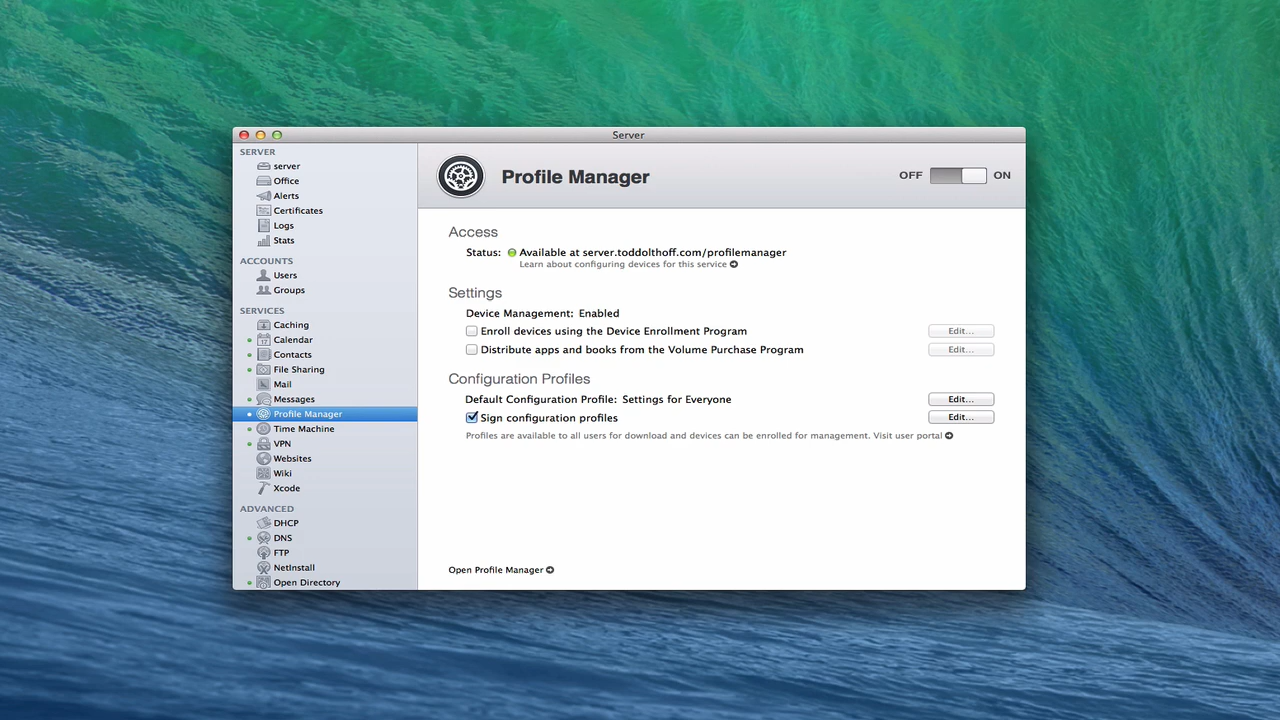 Server
SERVER
server
Office
Alerts
Certificates
Logs
Stats
ACCOUNTS
Users
Groups
SERVICES
Caching
Calendar
Contacts
File Sharing
Mail
Messages
Profile Manager
Time Machine
VPN
Websites
Wiki
Xcode
ADVANCED
DHCP
DNS
FTP
NetInstall
Open Directory
Profile Manager
OFF ON
Access
Status: Available at server.toddolthoff.com/profilemanager
Learn about configuring devices for this service
Settings
Device Management: Enabled
Enroll devices using the Device Enrollment Program Edit...
Distribute apps and books from the Volume Purchase Program Edit...
Configuration Profiles
Default Configuration Profile: Settings for Everyone Edit...
Sign configuration profiles Edit...
Profiles are available to all users for download and devices can be enrolled for management. Visit user portal
Open Profile Manager